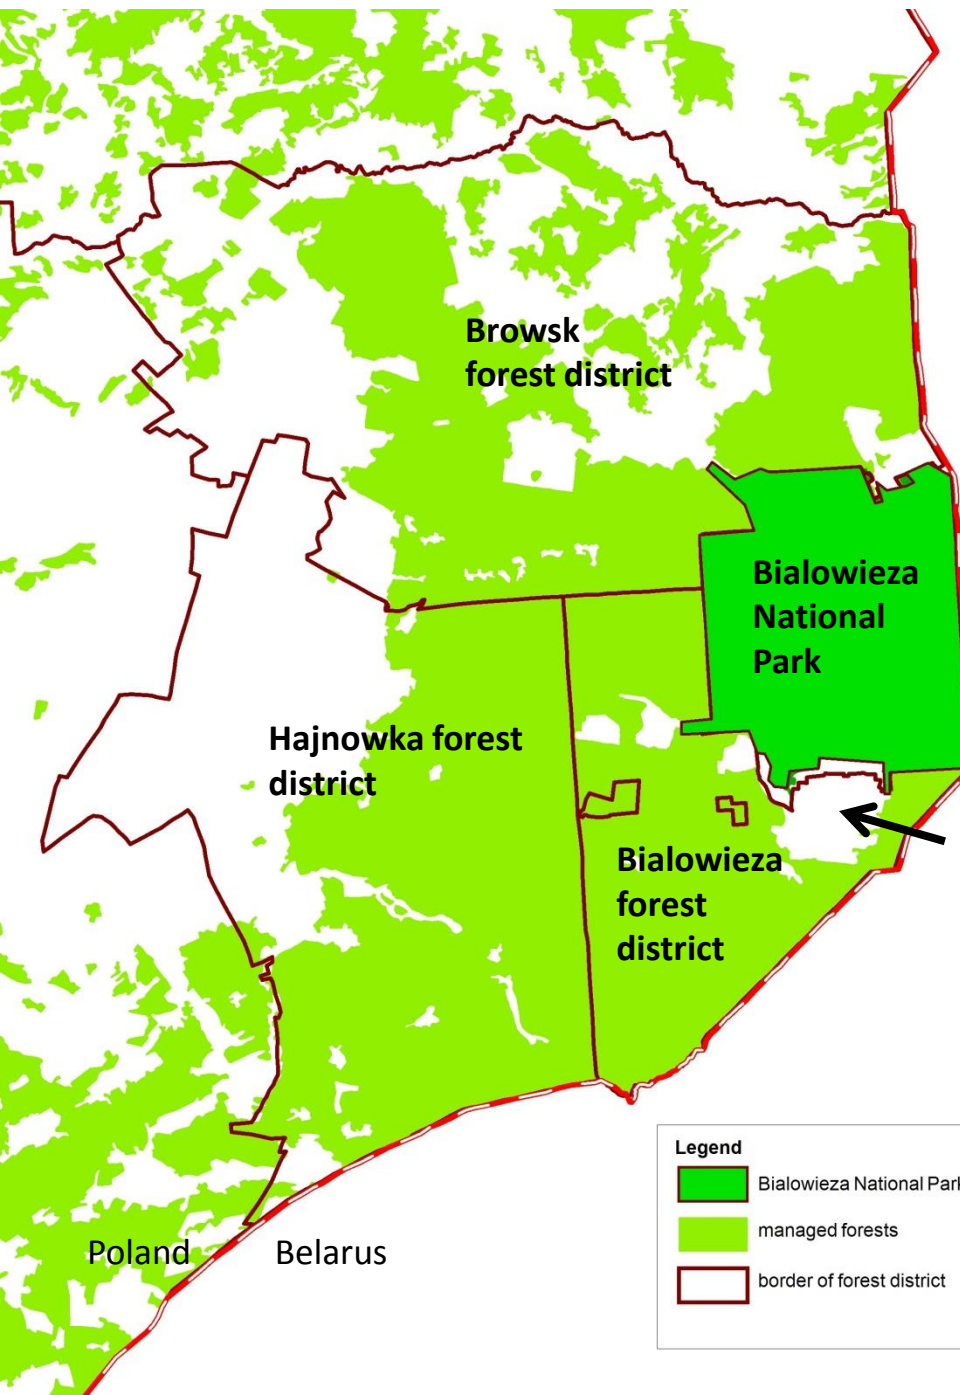 Browsk
forest district
Bialowieza
National
Park
Hajnowka forest
district
Bialowieza
forest
district
Poland
Belarus
Legend
Bialowieza National Park
managed forests
border of forest district